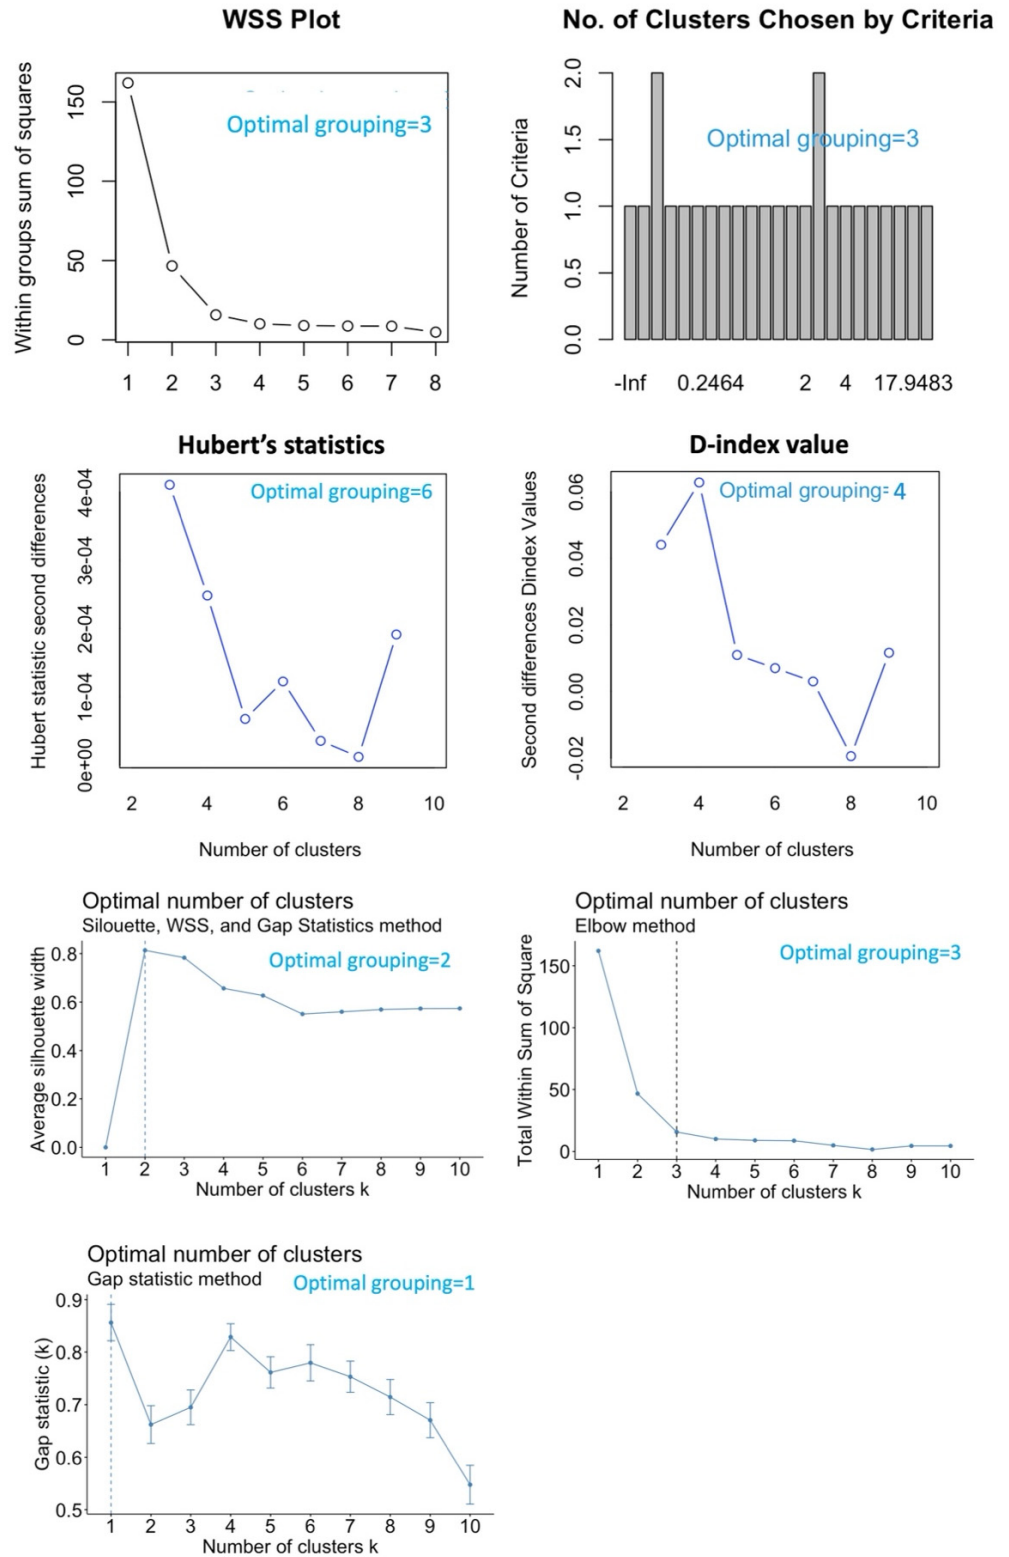 WSS Plot
Within groups sum of squares
150
100
50
0
Optimal grouping=3
1 2 3 4 5 6 7 8
No. of Clusters Chosen by Criteria
Number of Criteria
2.0
1.5
1.0
0.5
0.0
Optimal grouping=3
-Inf 0.2464 2 4 17.9483
Hubert's statistics
Hubert statistic second differences
4e-04
3e-04
2e-04
1e-04
0e+00
Optimal grouping=6
2 4 6 8 10
Number of clusters
D-index value
Second differences Dindex Values
0.06
0.04
0.02
0.00
-0.02
Optimal grouping= 4
2 4 6 8 10
Number of clusters
Optimal number of clusters
Silouette, WSS, and Gap Statistics method
Average silhouette width
0.8
0.6
0.4
0.2
0.0
Optimal grouping=2
1 2 3 4 5 6 7 8 9 10
Number of clusters k
Optimal number of clusters
Elbow method
Total Within Sum of Square
150
100
50
0
Optimal grouping=3
1 2 3 4 5 6 7 8 9 10
Number of clusters k
Optimal number of clusters
Gap statistic method
Optimal grouping=1
Gap statistic (k)
0.9
0.8
0.7
0.6
0.5
1 2 3 4 5 6 7 8 9 10
Number of clusters k